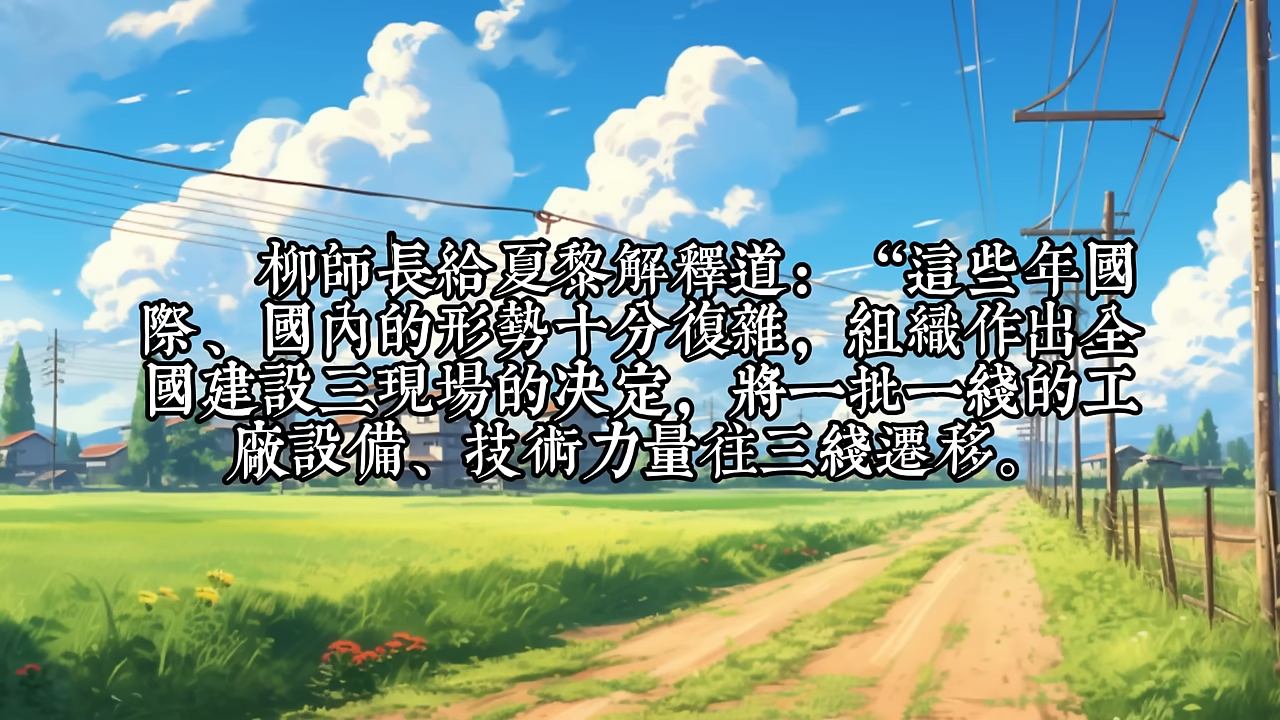 柳師長給夏黎解釋道：“這些年國
際、國內的形勢十分復雜，組織作出全
國建設三現場的決定，將一批一綫的工
廠設備、技術力量往三綫遷移。